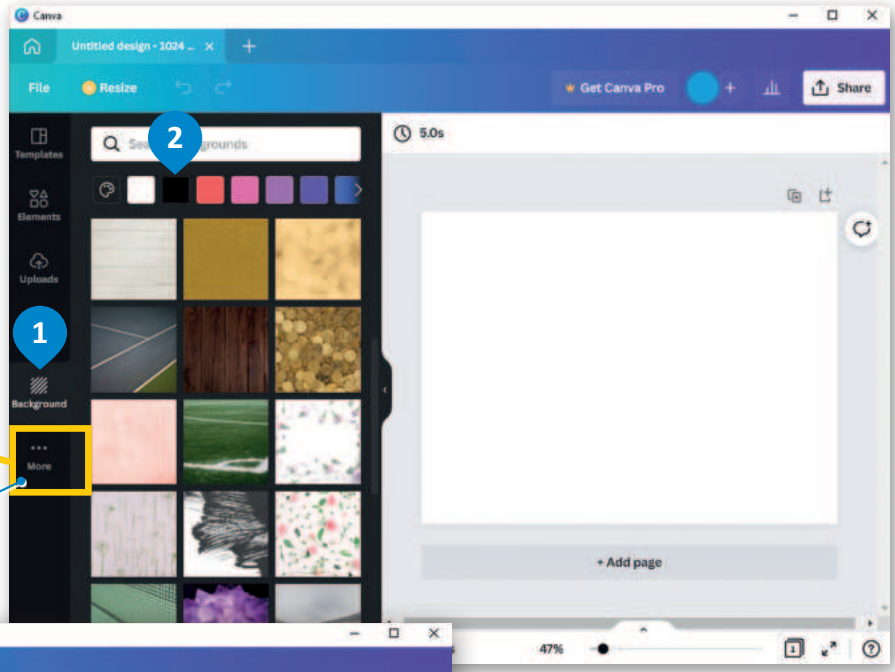 Canva
Untitled design - 1024 ...
File
Resize
Get Canva Pro
Share
Templates
2
5.0s
Elements
Uploads
1
Background
More
+ Add page
47%
1